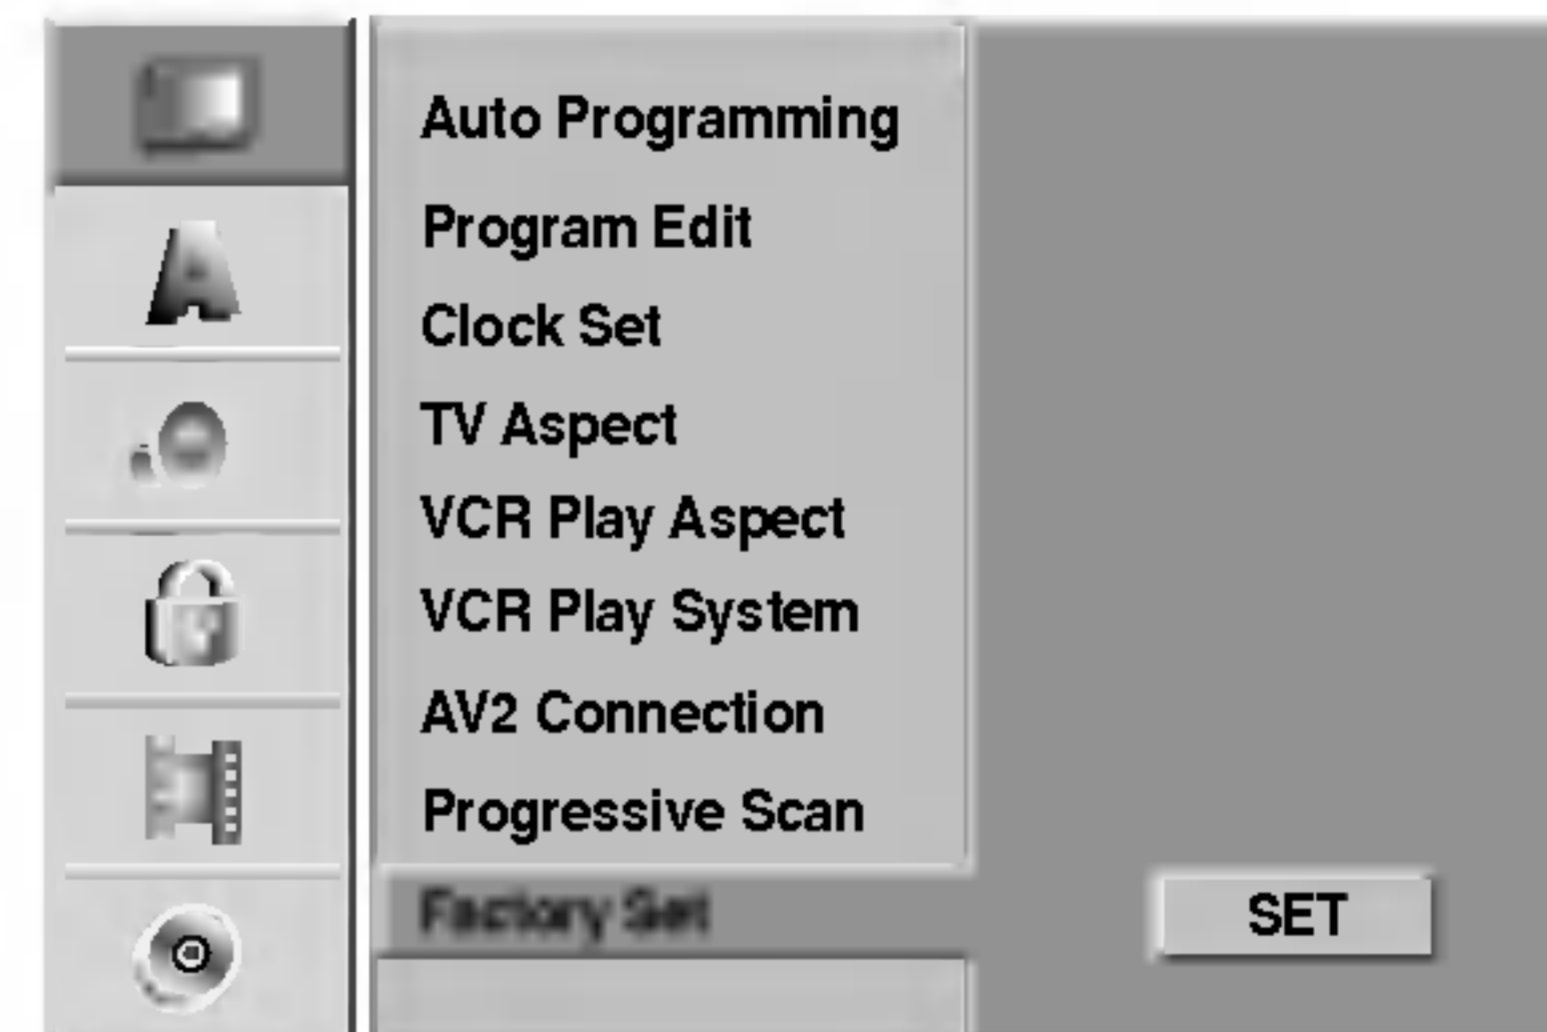 Auto Programming
Program Edit
Clock Set
TV Aspect
VCR Play Aspect
VCR Play System
AV2 Connection
Progressive Scan
Factory Set
SET